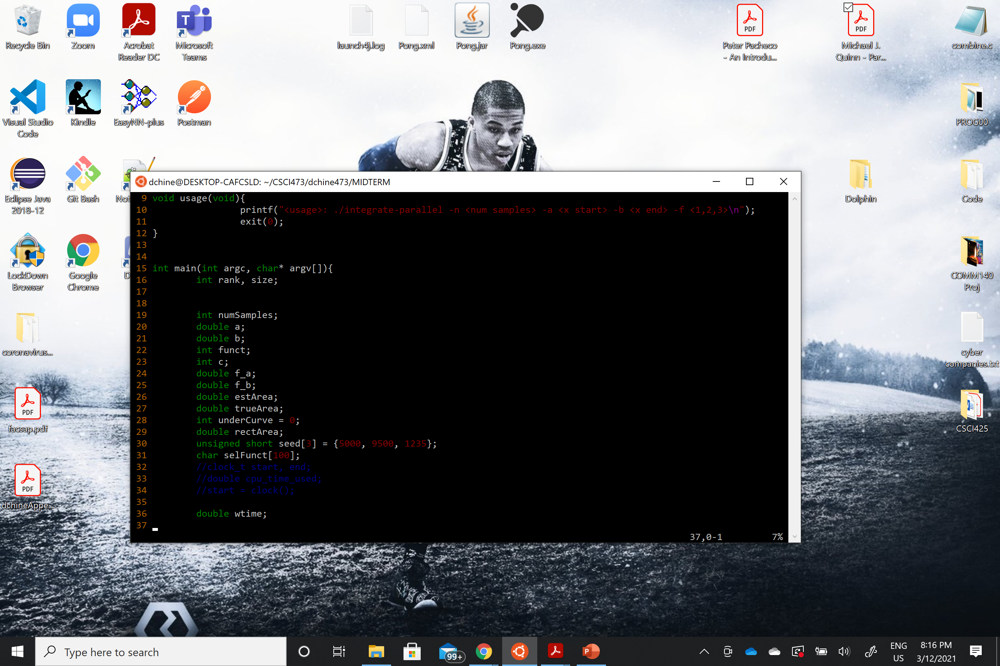 Recycle Bin
Zoom
Acrobat
Reader DC
Microsoft
Teams
launch4j.log
Pong.xml
Pong.jar
Pong.exe
PDF
Peter Pacheco
- An Introdu...
PDF
Michael J.
Quinn - Par...
combine.c
Visual Studio
Code
Kindle
EasyNN-plus
Postman
PROG00
Eclipse Java
2018-12
Git Bash
Not
Dolphin
Code
LockDown
Browser
Google
Chrome
D
COMM140
Proj
coronavirus...
cyber
companies.txt
PDF
facsap.pdf
CSCI425
PDF
dchineAppe...
dchine@DESKTOP-CAFCSLD: ~/CSCI473/dchine473/MIDTERM
9 void usage(void){
10 printf("<usage>: ./integrate-parallel -n <num samples> -a <x start> -b <x end> -f <1,2,3>\n");
11 exit(0);
12 }
13
14
15 int main(int argc, char* argv[]){
16 int rank, size;
17
18
19 int numSamples;
20 double a;
21 double b;
22 int funct;
23 int c;
24 double f_a;
25 double f_b;
26 double estArea;
27 double trueArea;
28 int underCurve = 0;
29 double rectArea;
30 unsigned short seed[3] = {5000, 9500, 1235};
31 char selFunct[100];
32 //clock_t start, end;
33 //double cpu_time_used;
34 //start = clock();
35
36 double wtime;
37
37,0-1 7%
Type here to search
99+
ENG
US
8:16 PM
3/12/2021